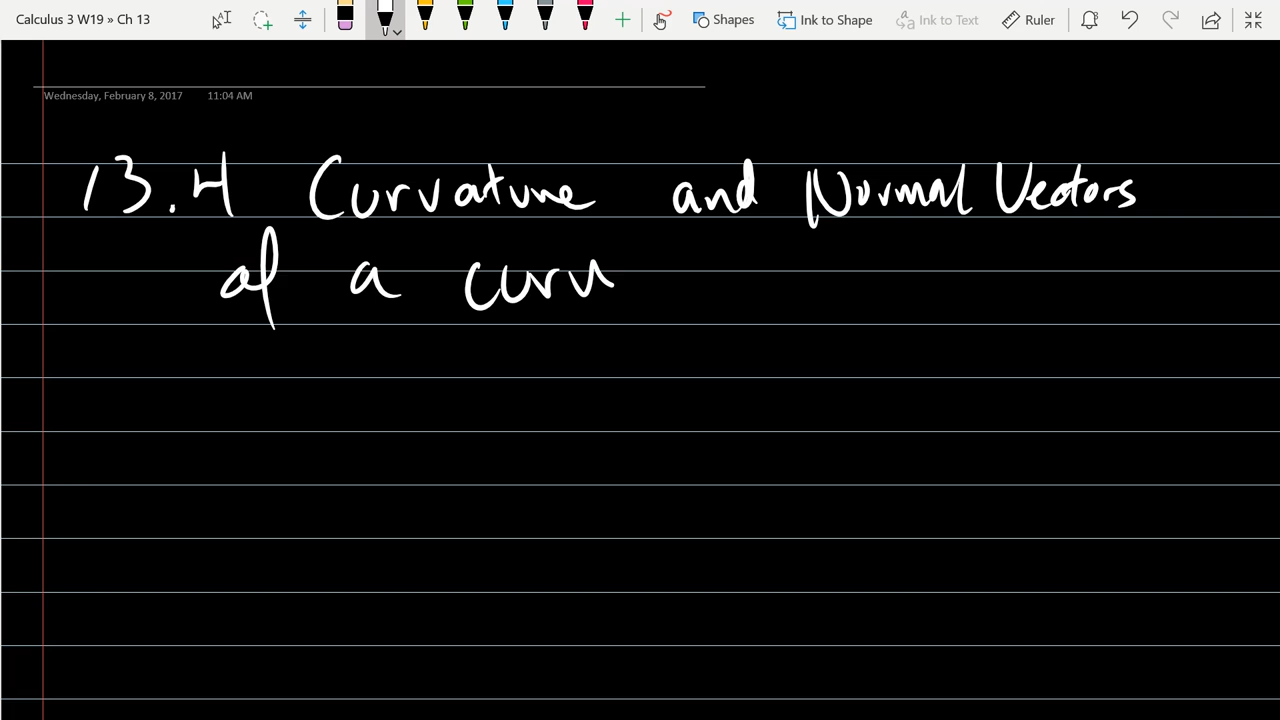 Calculus 3 W19 » Ch 13
Shapes
Ink to Shape
Ink to Text
Ruler
Wednesday, February 8, 2017 11:04 AM
13.4 Curvature and Normal Vectors
of a curv